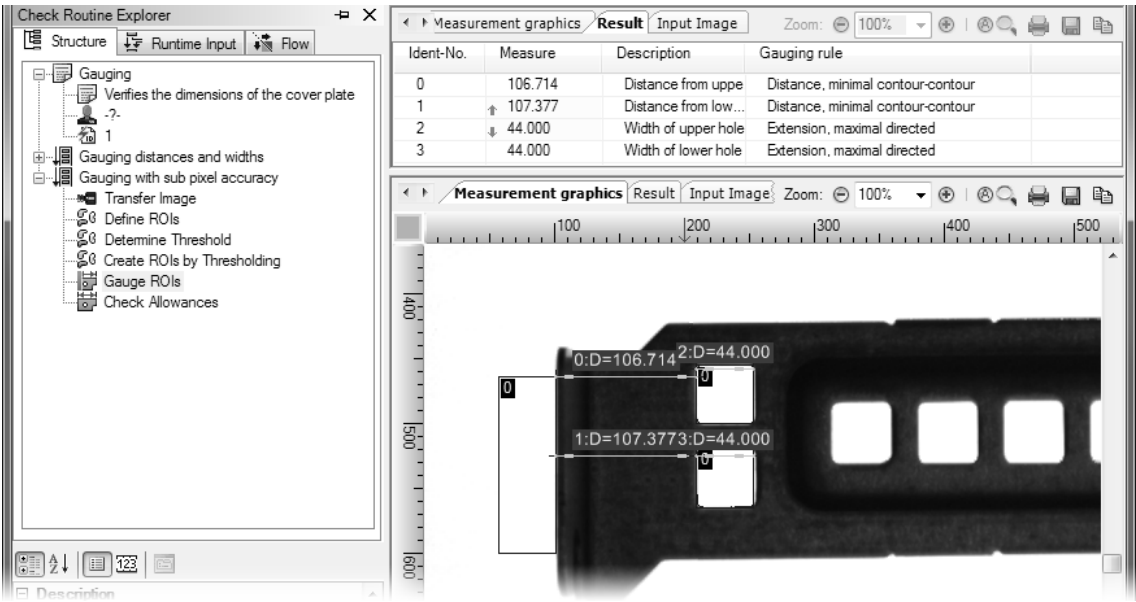 Check Routine Explorer
Structure Runtime Input Flow
Gauging
Verifies the dimensions of the cover plate
-?-
1
Gauging distances and widths
Gauging with sub pixel accuracy
Transfer Image
Define ROIs
Determine Threshold
Create ROIs by Thresholding
Gauge ROIs
Check Allowances
123
Description
Measurement graphics Result Input Image Zoom: 100%
Ident-No. Measure Description Gauging rule
0 106.714 Distance from uppe Distance, minimal contour-contour
1 107.377 Distance from low... Distance, minimal contour-contour
2 44.000 Width of upper hole Extension, maximal directed
3 44.000 Width of lower hole Extension, maximal directed
Measurement graphics Result Input Image Zoom: 100%
100 200 300 400 500
400
500
600
0:D=106.714 2:D=44.000
0
0
1:D=107.377 3:D=44.000
0